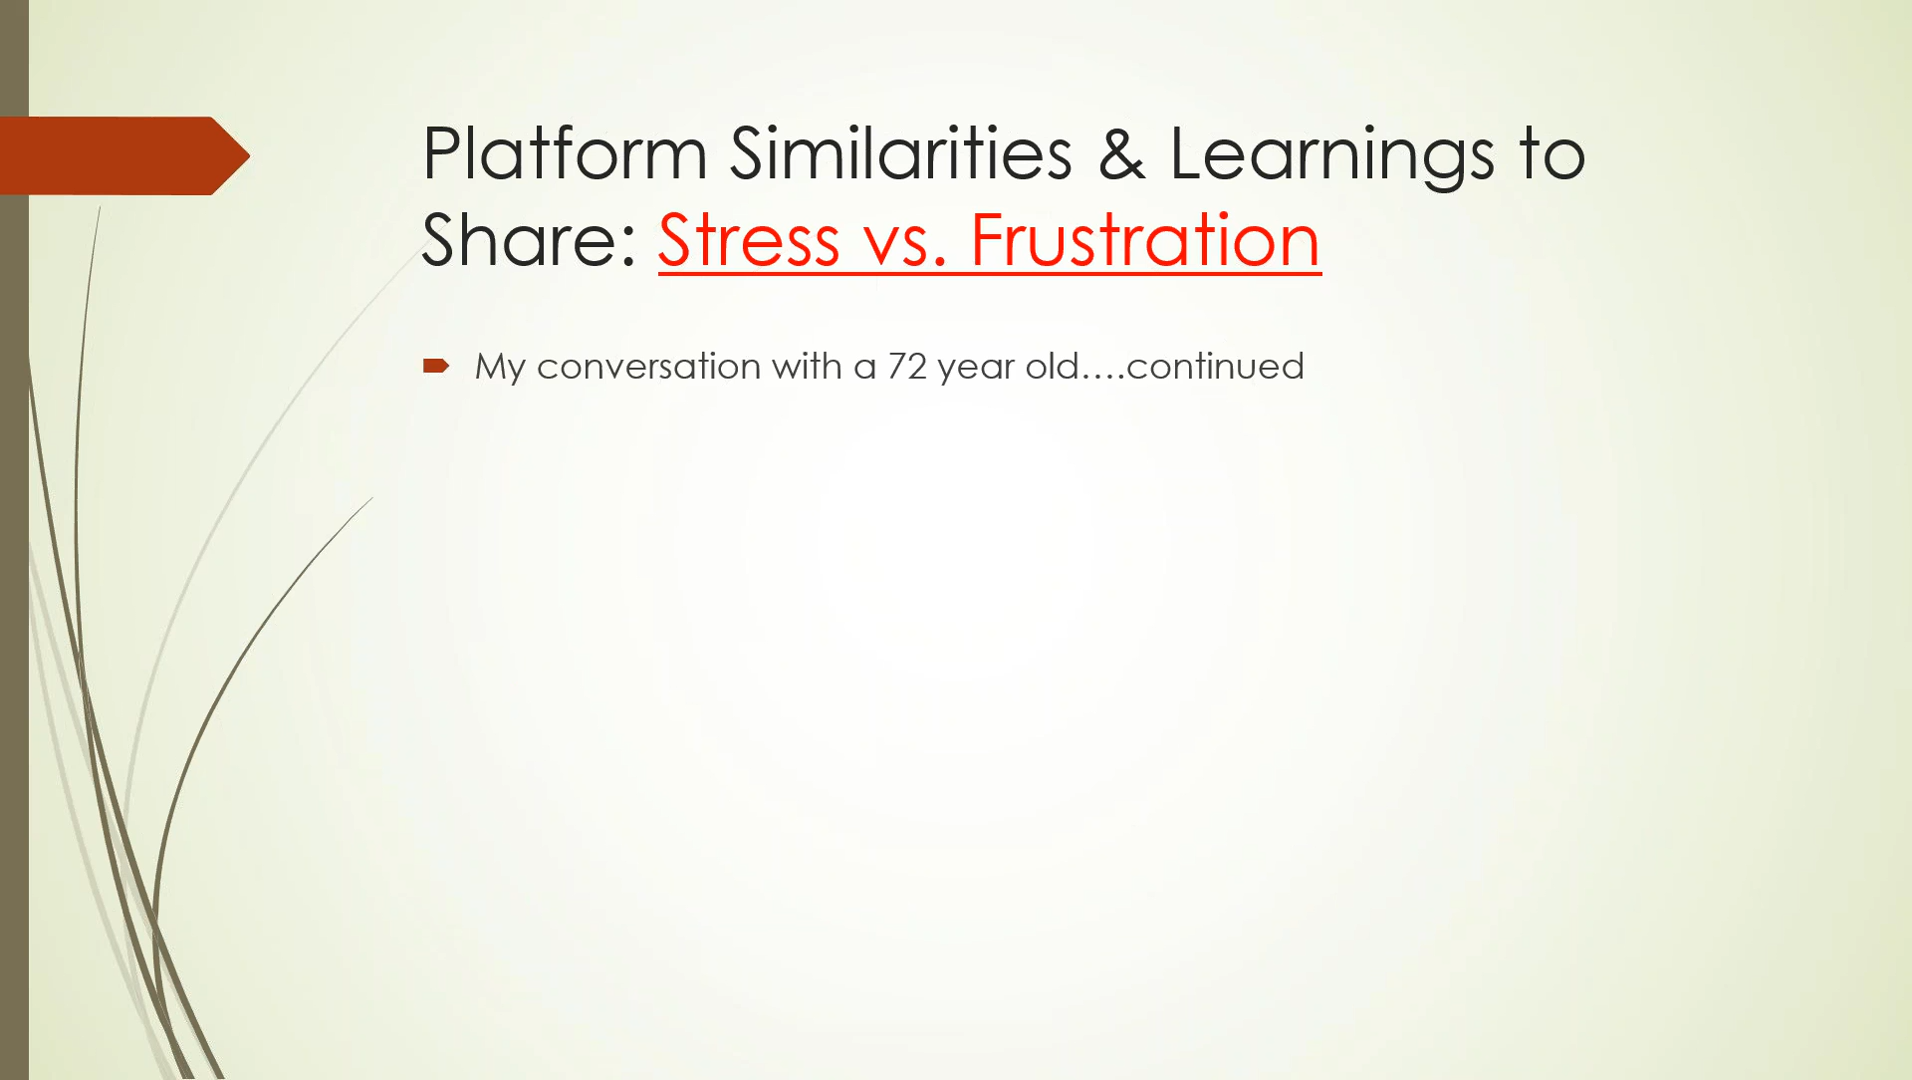 Platform Similarities & Learnings to
Share: Stress vs. Frustration
My conversation with a 72 year old....continued